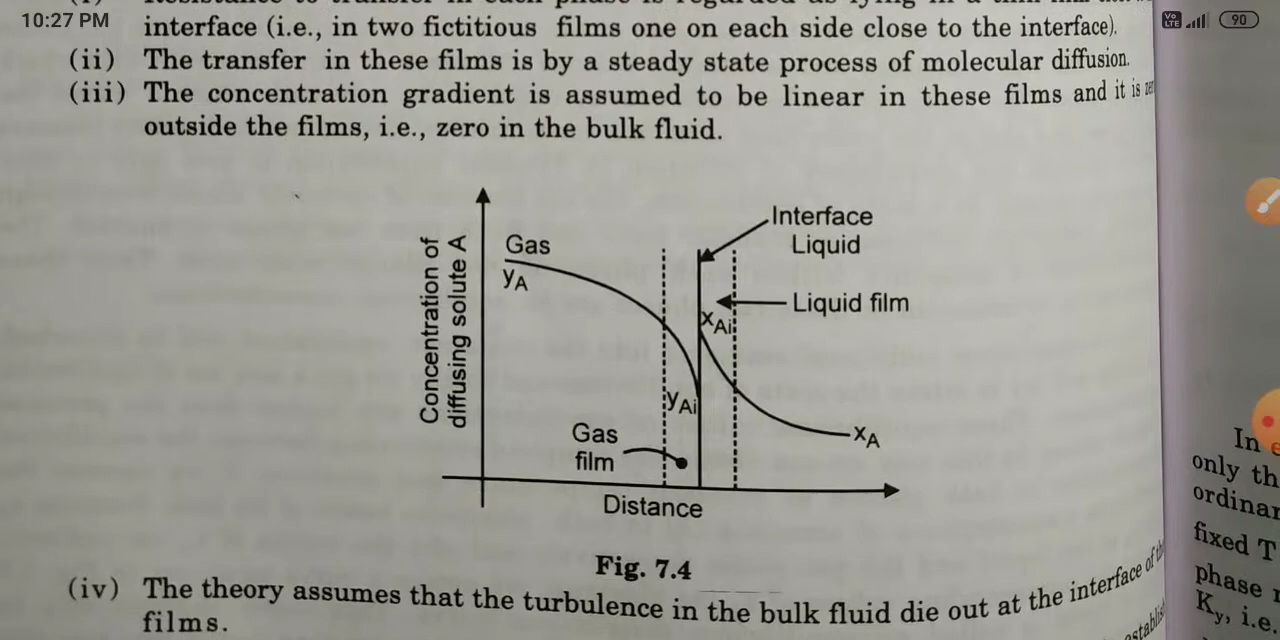 10:27 PM
Vo LTE
90
interface (i.e., in two fictitious films one on each side close to the interface).
(ii) The transfer in these films is by a steady state process of molecular diffusion.
(iii) The concentration gradient is assumed to be linear in these films and it is
outside the films, i.e., zero in the bulk fluid.
Concentration of
diffusing solute A
Gas
yA
Interface
Liquid
Liquid film
xAi
yAi
Gas
film
xA
Distance
Fig. 7.4
(iv) The theory assumes that the turbulence in the bulk fluid die out at the interface of
films.
In
only th
ordinar
fixed T
phase
Ky, i.e.